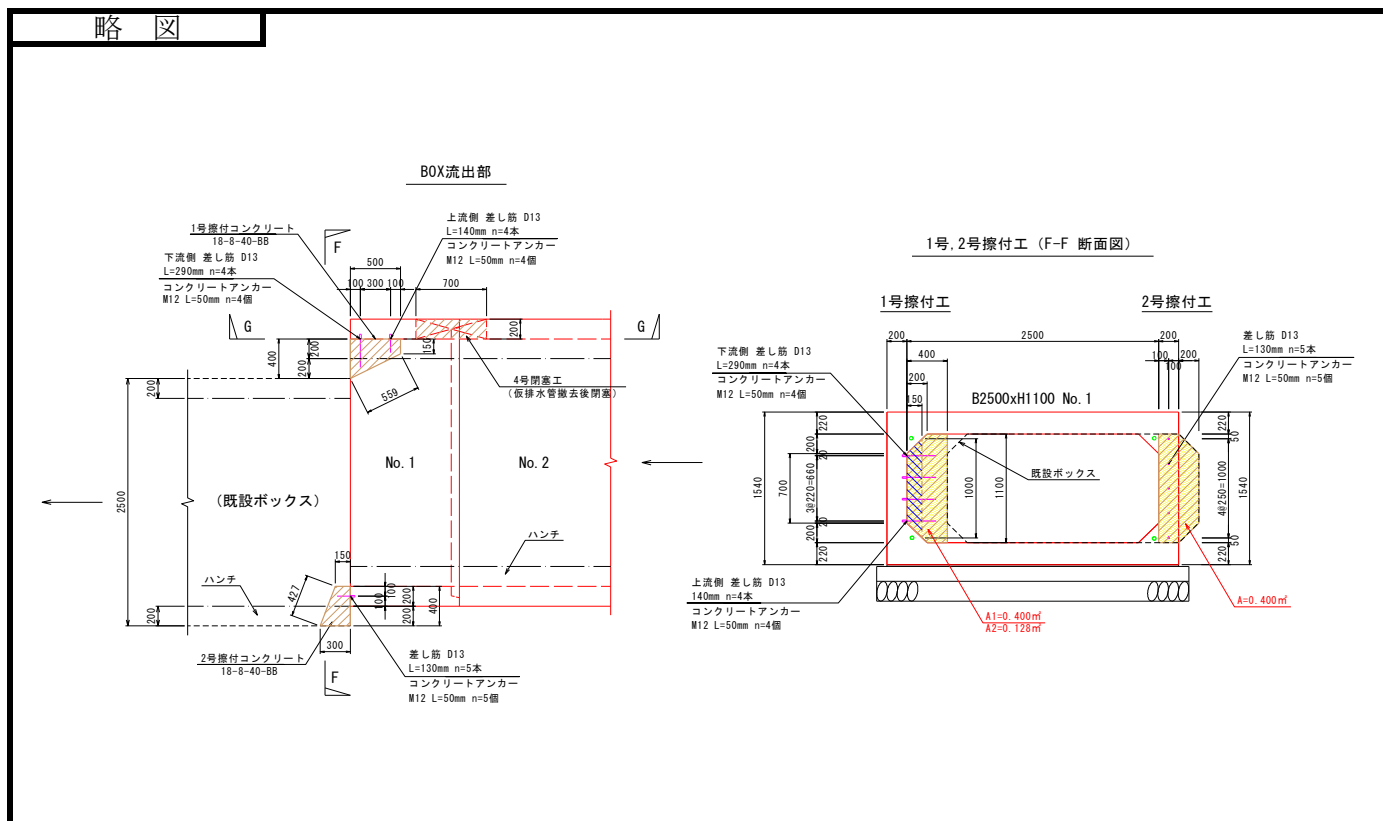 略 図
BOX流出部
1号擦付コンクリート
18-8-40-BB
F
上流側 差し筋 D13
L=140mm n=4本
コンクリートアンカー
M12 L=50mm n=4個
下流側 差し筋 D13
L=290mm n=4本
コンクリートアンカー
M12 L=50mm n=4個
500
100
300
100
700
G
G
200
400
200
200
150
200
559
4号閉塞工
(仮排水管撤去後閉塞)
2500
No.1
No.2
(既設ボックス)
ハンチ
150
ハンチ
427
200
100
100
200
200
400
300
2号擦付コンクリート
18-8-40-BB
F
差し筋 D13
L=130mm n=5本
コンクリートアンカー
M12 L=50mm n=5個
1号,2号擦付工 (F-F 断面図)
1号擦付工
2号擦付工
200
2500
200
下流側 差し筋 D13
L=290mm n=4本
コンクリートアンカー
M12 L=50mm n=4個
400
200
150
100
200
100
差し筋 D13
L=130mm n=5本
コンクリートアンカー
M12 L=50mm n=5個
B2500xH1100 No.1
220
200
20
3@220=660
20
200
220
1540
700
1000
1100
既設ボックス
220
50
4@250=1000
50
220
1540
上流側 差し筋 D13
140mm n=4本
コンクリートアンカー
M12 L=50mm n=4個
A1=0.400㎡
A2=0.128㎡
A=0.400㎡